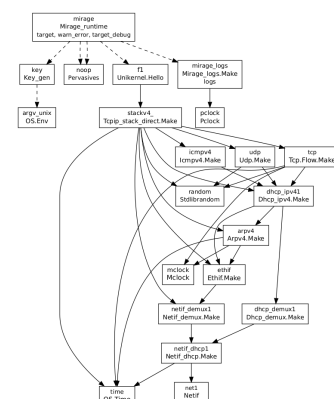 mirage
Mirage_runtime
target, warn_error, target_debug
key
Key_gen
noop
Pervasives
f1
Unikernel.Hello
mirage_logs
Mirage_logs.Make
logs
argv_unix
OS.Env
stackv4_
Tcpip_stack_direct.Make
pclock
Pclock
icmpv4
Icmpv4.Make
udp
Udp.Make
tcp
Tcp.Flow.Make
random
Stdlibrandom
dhcp_ipv41
Dhcp_ipv4.Make
arpv4
Arpv4.Make
mclock
Mclock
ethif
Ethif.Make
netif_demux1
Netif_demux.Make
dhcp_demux1
Dhcp_demux.Make
netif_dhcp1
Netif_dhcp.Make
time
OS.Time
net1
Netif